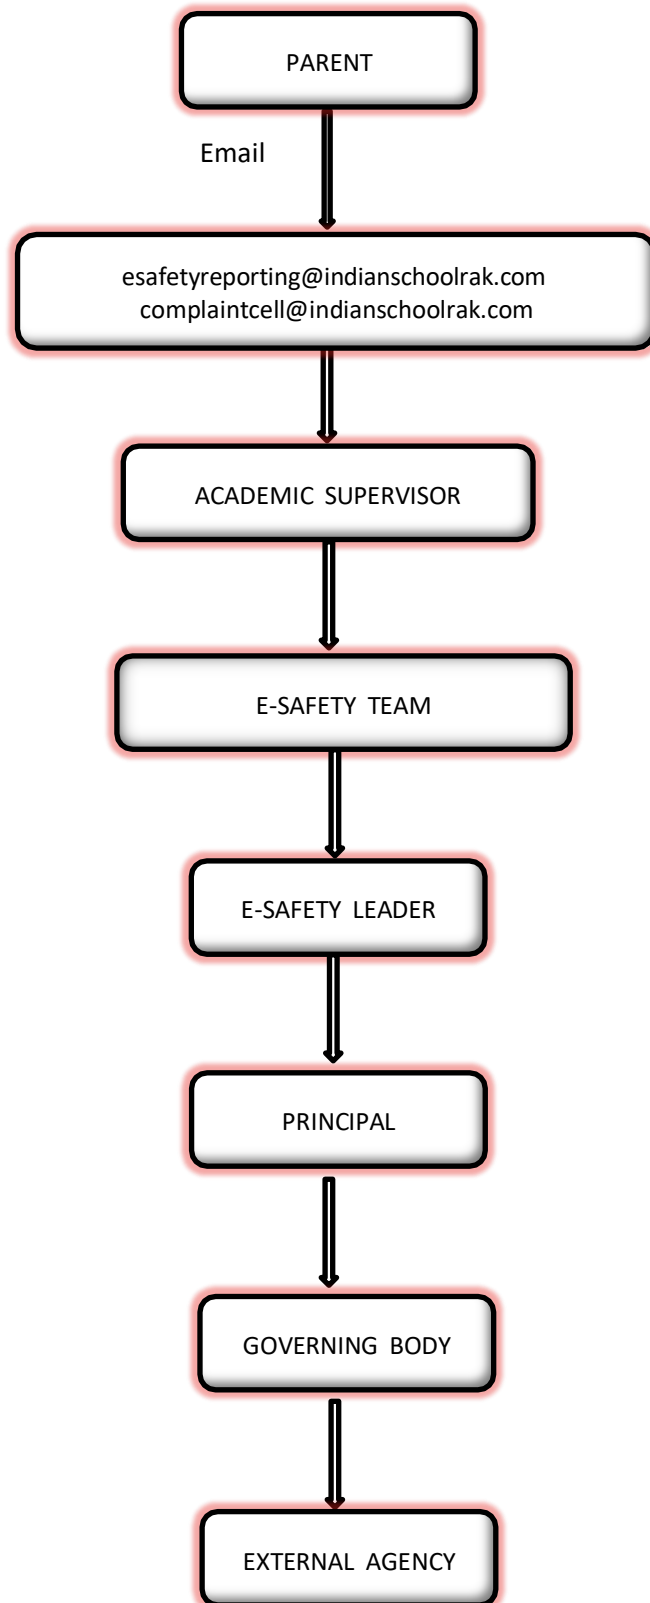 PARENT
Email
esafetyreporting@indianschoolrak.com
complaintcell@indianschoolrak.com
ACADEMIC SUPERVISOR
E-SAFETY TEAM
E-SAFETY LEADER
PRINCIPAL
GOVERNING BODY
EXTERNAL AGENCY